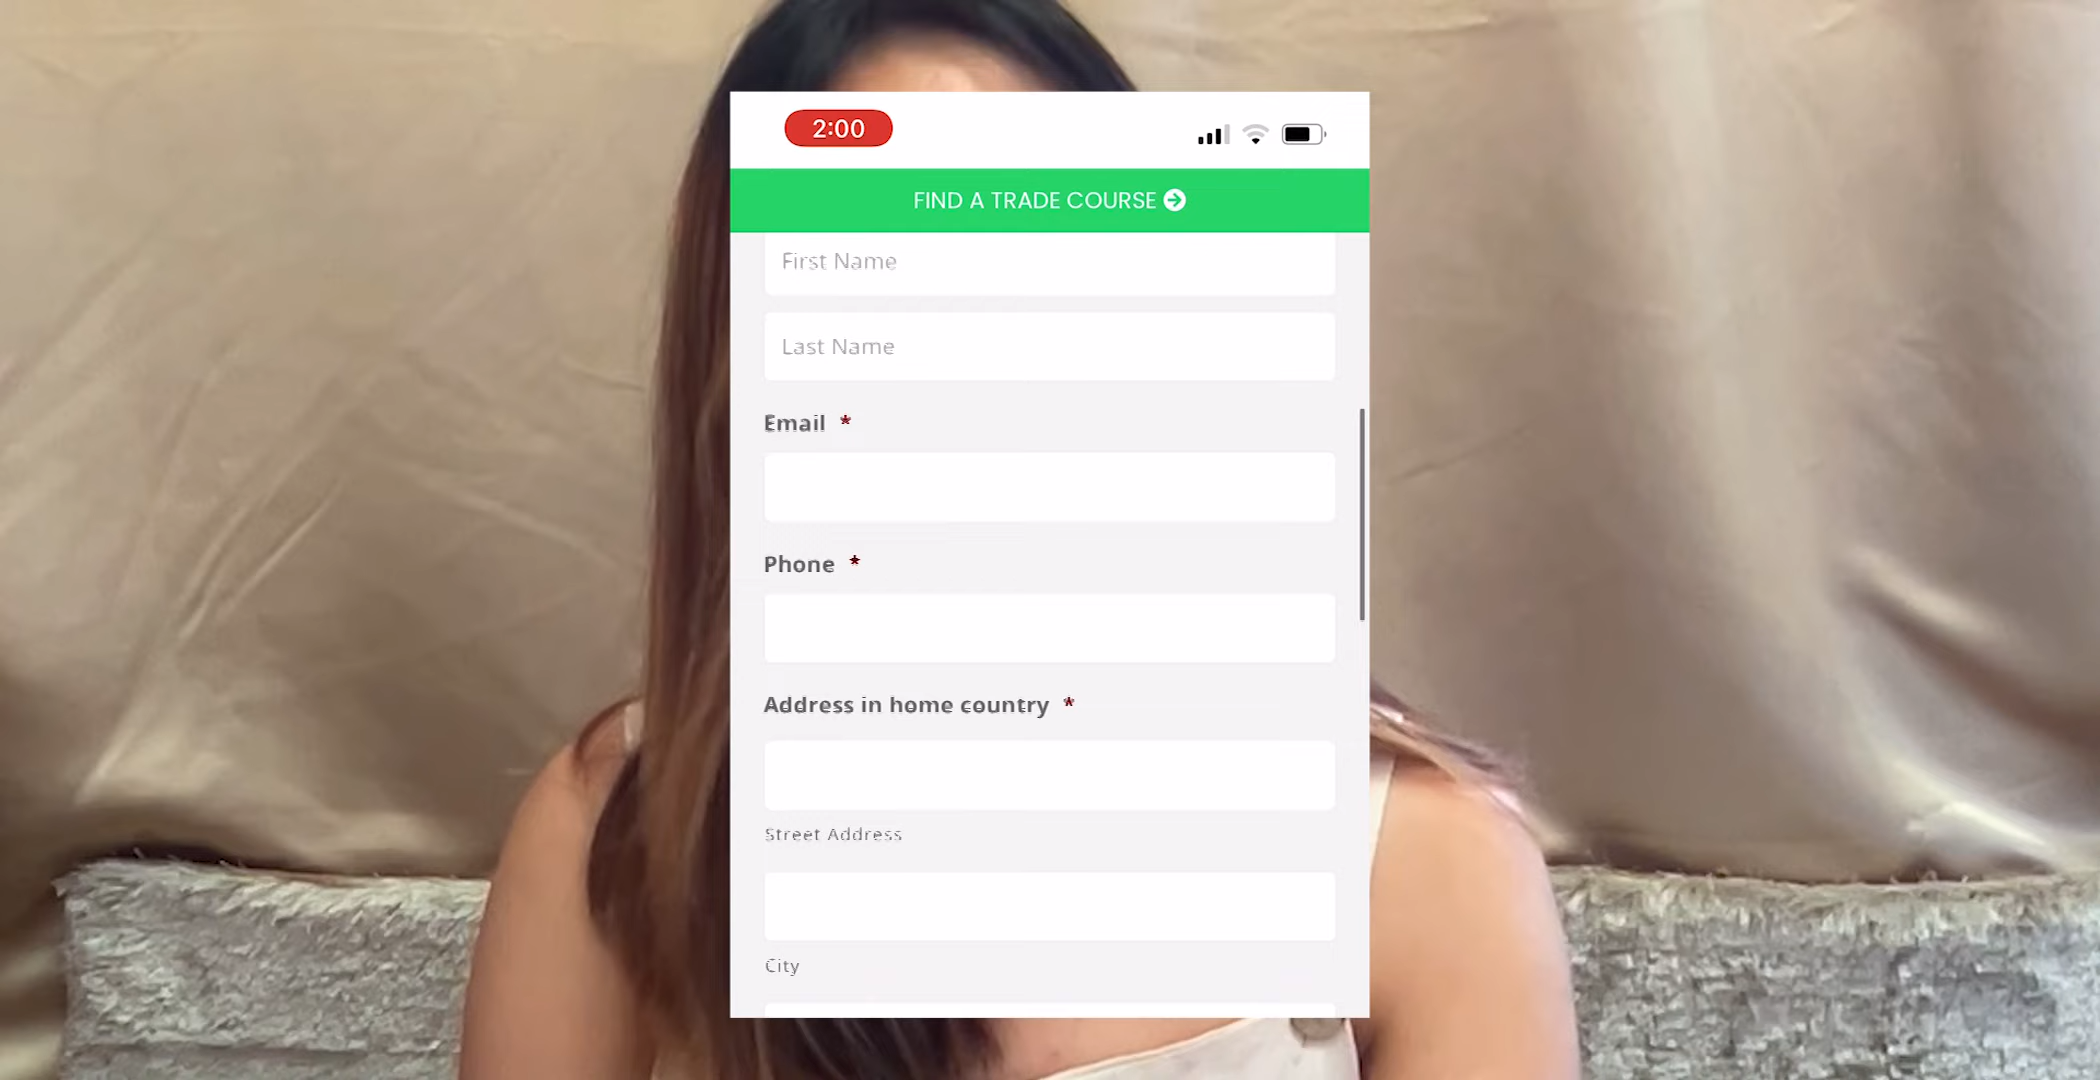 2:00
FIND A TRADE COURSE
First Name
Last Name
Email *
Phone *
Address in home country *
Street Address
City